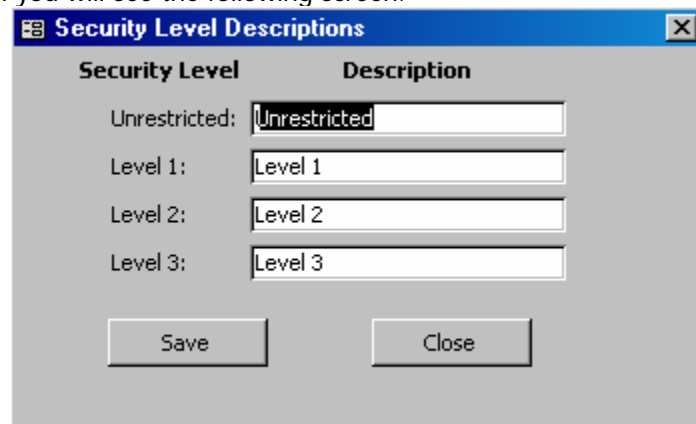 you will see the following screen:
Security Level Descriptions
Security Level Description
Unrestricted: Unrestricted
Level 1: Level 1
Level 2: Level 2
Level 3: Level 3
Save Close